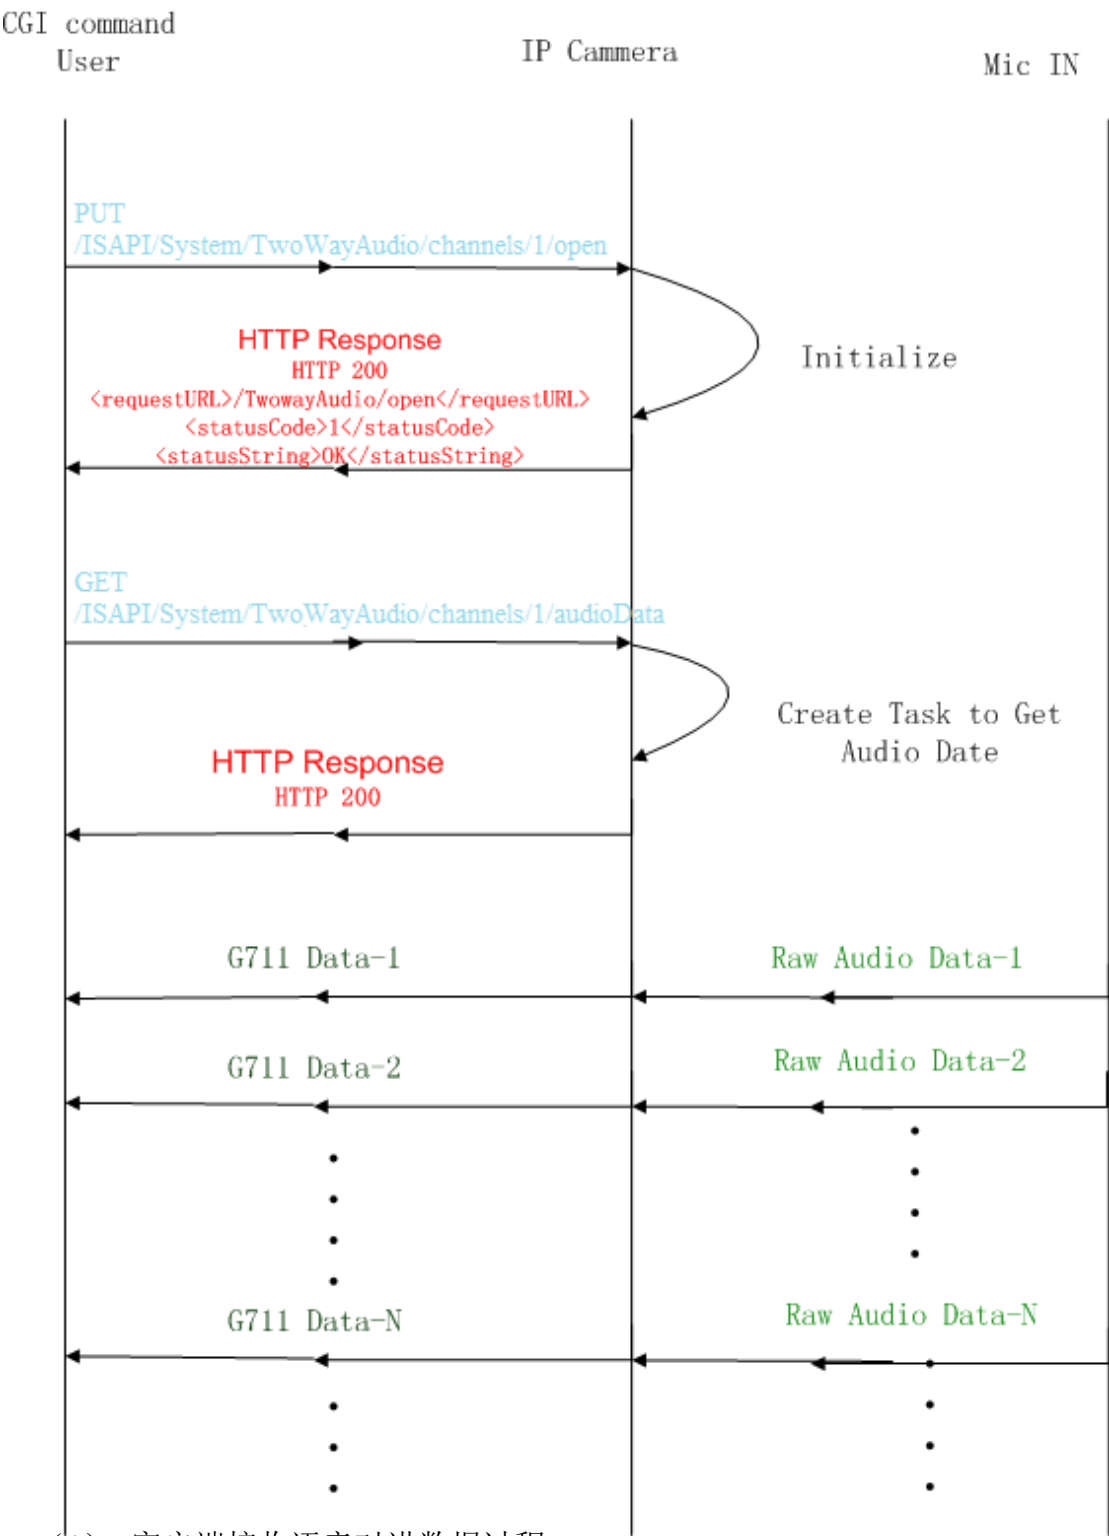 CGI command
User
IP Cammera
Mic IN
PUT
/ISAPI/System/TwoWayAudio/channels/1/open
HTTP Response
HTTP 200
<requestURL>/TwowayAudio/open</requestURL>
<statusCode>1</statusCode>
<statusString>OK</statusString>
Initialize
GET
/ISAPI/System/TwoWayAudio/channels/1/audioData
Create Task to Get
Audio Date
HTTP Response
HTTP 200
G711 Data-1
Raw Audio Data-1
G711 Data-2
Raw Audio Data-2
G711 Data-N
Raw Audio Data-N